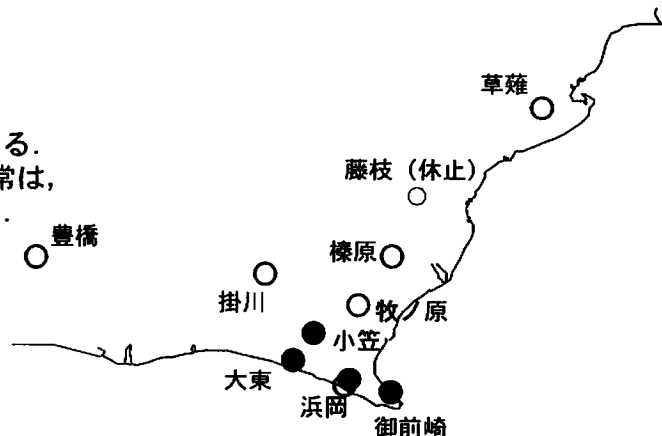 草薙
る.
常は,
.
藤枝（休止）
豊橋
榛原
掛川
牧ノ原
小笠
大東
浜岡
御前崎